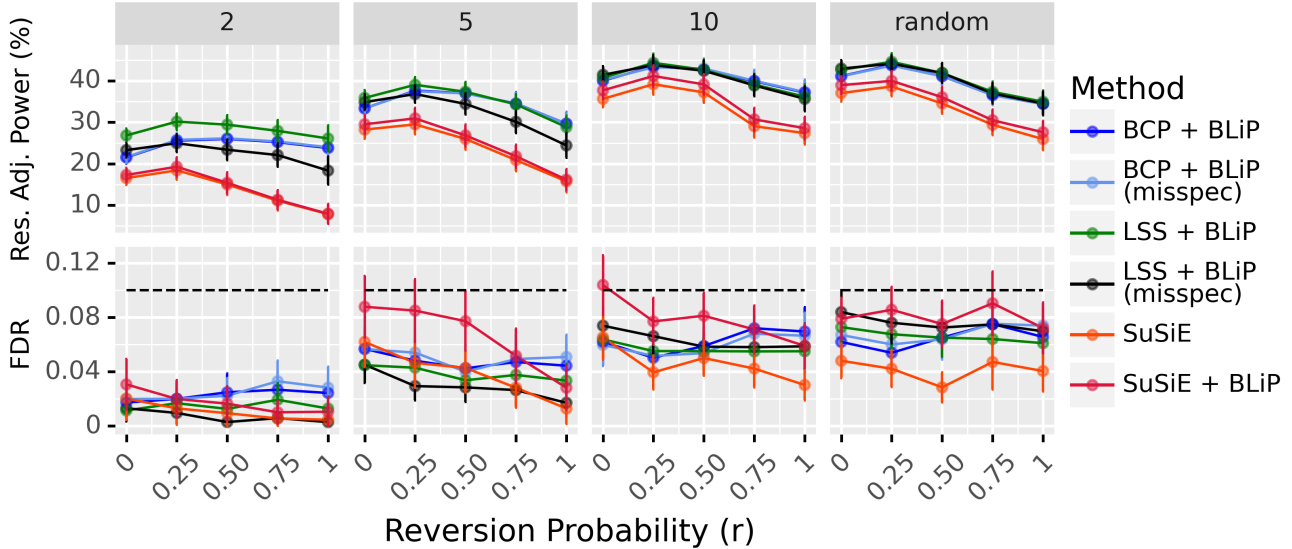 2 5 10 random
Res. Adj. Power (%)
40
30
20
10
FDR
0.12
0.08
0.04
0
0 0.25 0.50 0.75 1 0 0.25 0.50 0.75 1 0 0.25 0.50 0.75 1 0 0.25 0.50 0.75 1
Reversion Probability (r)
Method
BCP + BLiP
BCP + BLiP
(misspec)
LSS + BLiP
LSS + BLiP
(misspec)
SuSiE
SuSiE + BLiP